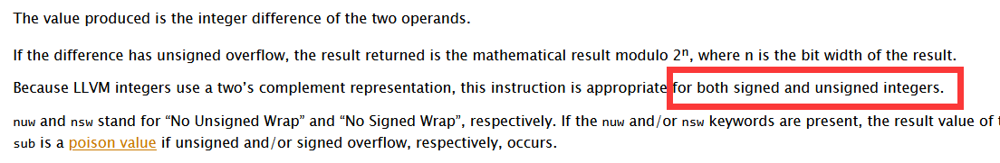 The value produced is the integer difference of the two operands.
If the difference has unsigned overflow, the result returned is the mathematical result modulo 2ⁿ, where n is the bit width of the result.
Because LLVM integers use a two’s complement representation, this instruction is appropriate for both signed and unsigned integers.
nuw and nsw stand for “No Unsigned Wrap” and “No Signed Wrap”, respectively. If the nuw and/or nsw keywords are present, the result value of
sub is a poison value if unsigned and/or signed overflow, respectively, occurs.